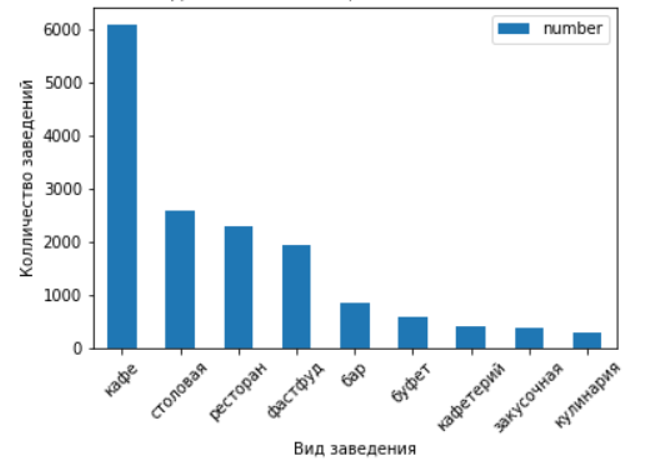 number
6000
5000
4000
3000
2000
1000
0
Колличество заведений
кафе
столовая
ресторан
фастфуд
бар
буфет
кафетерий
закусочная
кулинария
Вид заведения